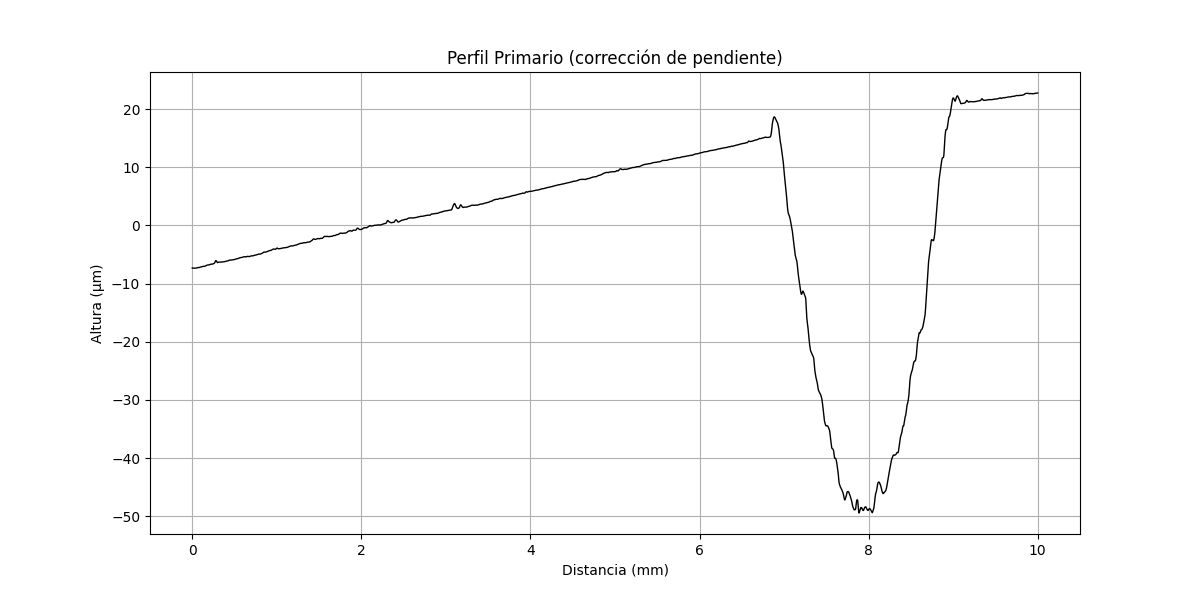 Perfil Primario (corrección de pendiente)
Altura (µm)
20
10
0
−10
−20
−30
−40
−50
0 2 4 6 8 10
Distancia (mm)